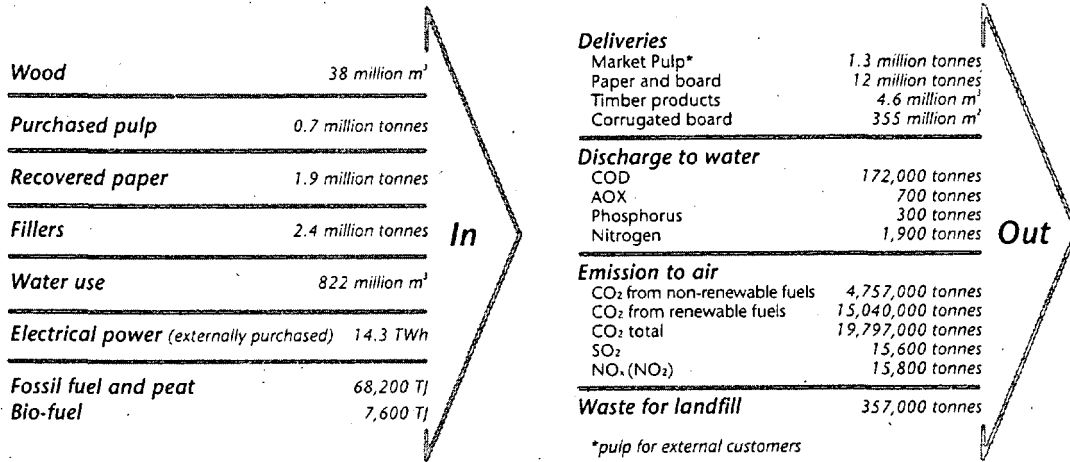 Wood 38 million m³
Purchased pulp 0.7 million tonnes
Recovered paper 1.9 million tonnes
Fillers 2.4 million tonnes
Water use 822 million m³
Electrical power (externally purchased) 14.3 TWh
Fossil fuel and peat 68,200 TJ
Bio-fuel 7,600 TJ
In
Deliveries
Market Pulp* 1.3 million tonnes
Paper and board 12 million tonnes
Timber products 4.6 million m³
Corrugated board 355 million m²
Discharge to water
COD 172,000 tonnes
AOX 700 tonnes
Phosphorus 300 tonnes
Nitrogen 1,900 tonnes
Emission to air
CO₂ from non-renewable fuels 4,757,000 tonnes
CO₂ from renewable fuels 15,040,000 tonnes
CO₂ total 19,797,000 tonnes
SO₂ 15,600 tonnes
NOₓ (NO₂) 15,800 tonnes
Waste for landfill 357,000 tonnes
*pulp for external customers
Out